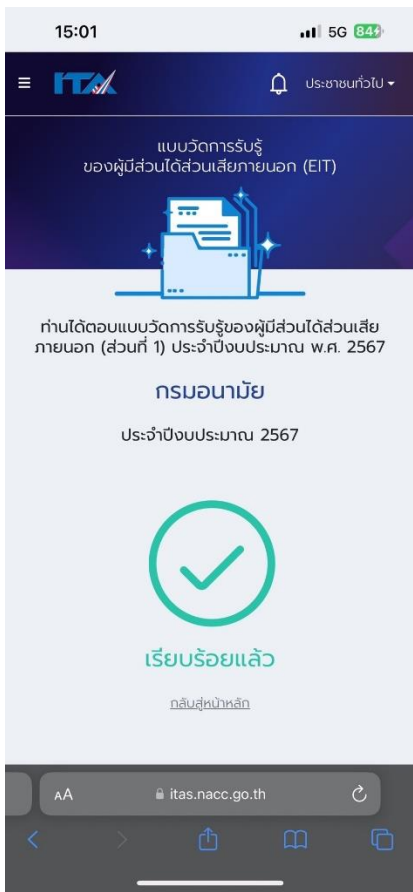 15:01
5G 84
ITA
ประชาชนทั่วไป
แบบวัดการรับรู้
ของผู้มีส่วนได้ส่วนเสียภายนอก (EIT)
ท่านได้ตอบแบบวัดการรับรู้ของผู้มีส่วนได้ส่วนเสีย
ภายนอก (ส่วนที่ 1) ประจำปีงบประมาณ พ.ศ. 2567
กรมอนามัย
ประจำปีงบประมาณ 2567
เรียบร้อยแล้ว
กลับสู่หน้าหลัก
AA itas.nacc.go.th